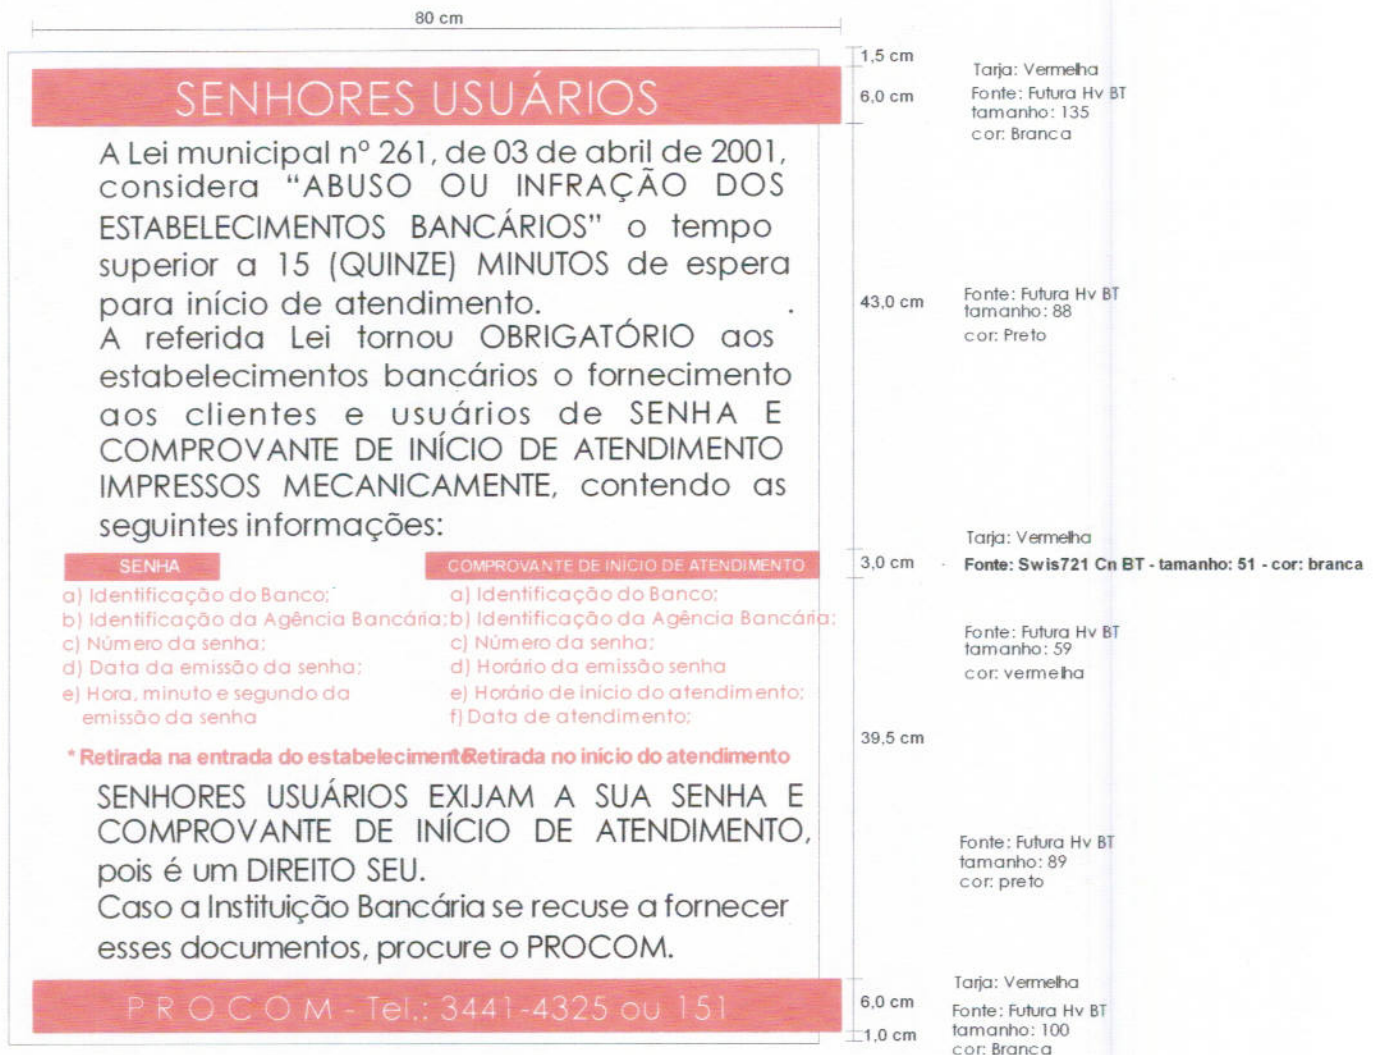 80 cm
1,5 cm
SENHORES USUÁRIOS
6,0 cm
Tarja: Vermelha
Fonte: Futura Hv BT
tamanho: 135
cor: Branca
A Lei municipal nº 261, de 03 de abril de 2001,
considera "ABUSO OU INFRAÇÃO DOS
ESTABELECIMENTOS BANCÁRIOS" o tempo
superior a 15 (QUINZE) MINUTOS de espera
para início de atendimento. .
A referida Lei tornou OBRIGATÓRIO aos
estabelecimentos bancários o fornecimento
aos clientes e usuários de SENHA E
COMPROVANTE DE INÍCIO DE ATENDIMENTO
IMPRESSOS MECANICAMENTE, contendo as
seguintes informações:
43,0 cm
Fonte: Futura Hv BT
tamanho: 88
cor: Preto
SENHA
a) Identificação do Banco;
b) Identificação da Agência Bancária;
c) Número da senha;
d) Data da emissão da senha;
e) Hora, minuto e segundo da
emissão da senha
* Retirada na entrada do estabelecimento
COMPROVANTE DE INÍCIO DE ATENDIMENTO
a) Identificação do Banco;
b) Identificação da Agência Bancária;
c) Número da senha;
d) Horário da emissão senha
e) Horário de inicio do atendimento;
f) Data de atendimento;
* Retirada no início do atendimento
3,0 cm
Tarja: Vermelha
Fonte: Swis721 Cn BT - tamanho: 51 - cor: branca
Fonte: Futura Hv BT
tamanho: 59
cor: vermelha
39,5 cm
SENHORES USUÁRIOS EXIJAM A SUA SENHA E
COMPROVANTE DE INÍCIO DE ATENDIMENTO,
pois é um DIREITO SEU.
Caso a Instituição Bancária se recuse a fornecer
esses documentos, procure o PROCOM.
Fonte: Futura Hv BT
tamanho: 89
cor: preto
PROCOM - Tel.: 3441-4325 ou 151
6,0 cm
1,0 cm
Tarja: Vermelha
Fonte: Futura Hv BT
tamanho: 100
cor: Branca